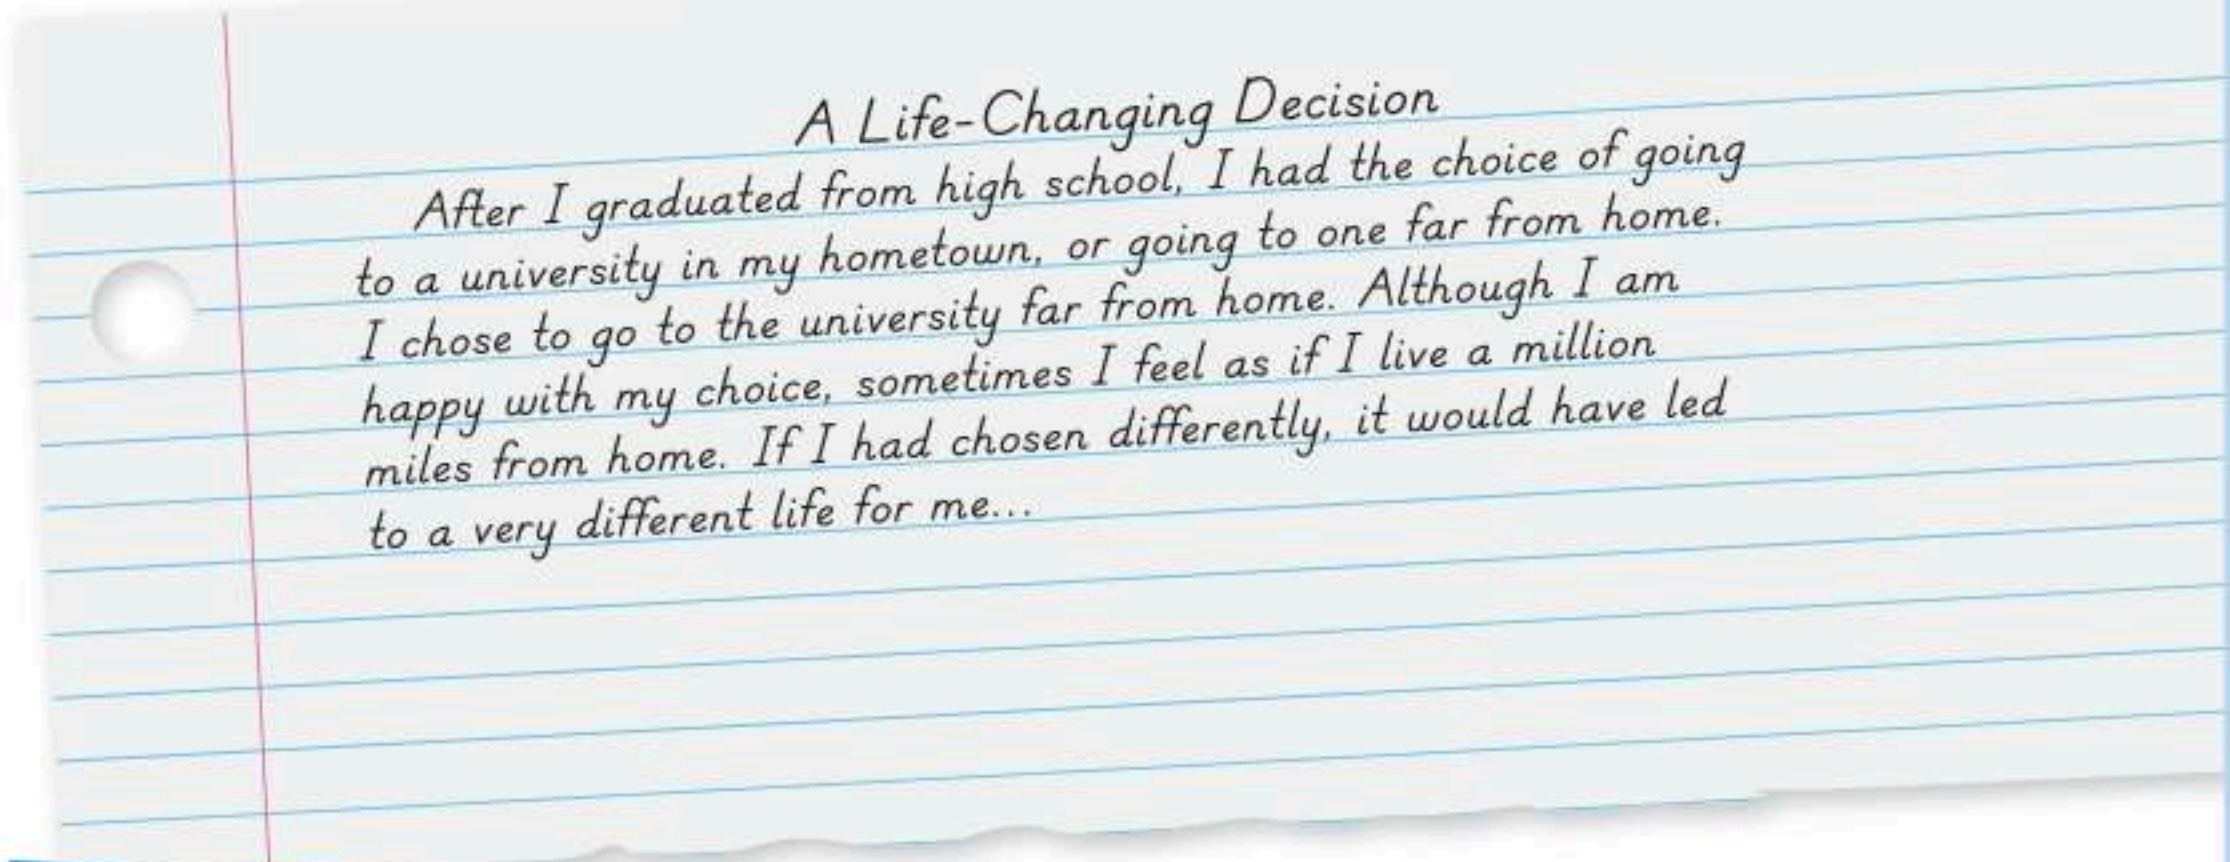 A Life-Changing Decision
After I graduated from high school, I had the choice of going
to a university in my hometown, or going to one far from home.
I chose to go to the university far from home. Although I am
happy with my choice, sometimes I feel as if I live a million
miles from home. If I had chosen differently, it would have led
to a very different life for me...